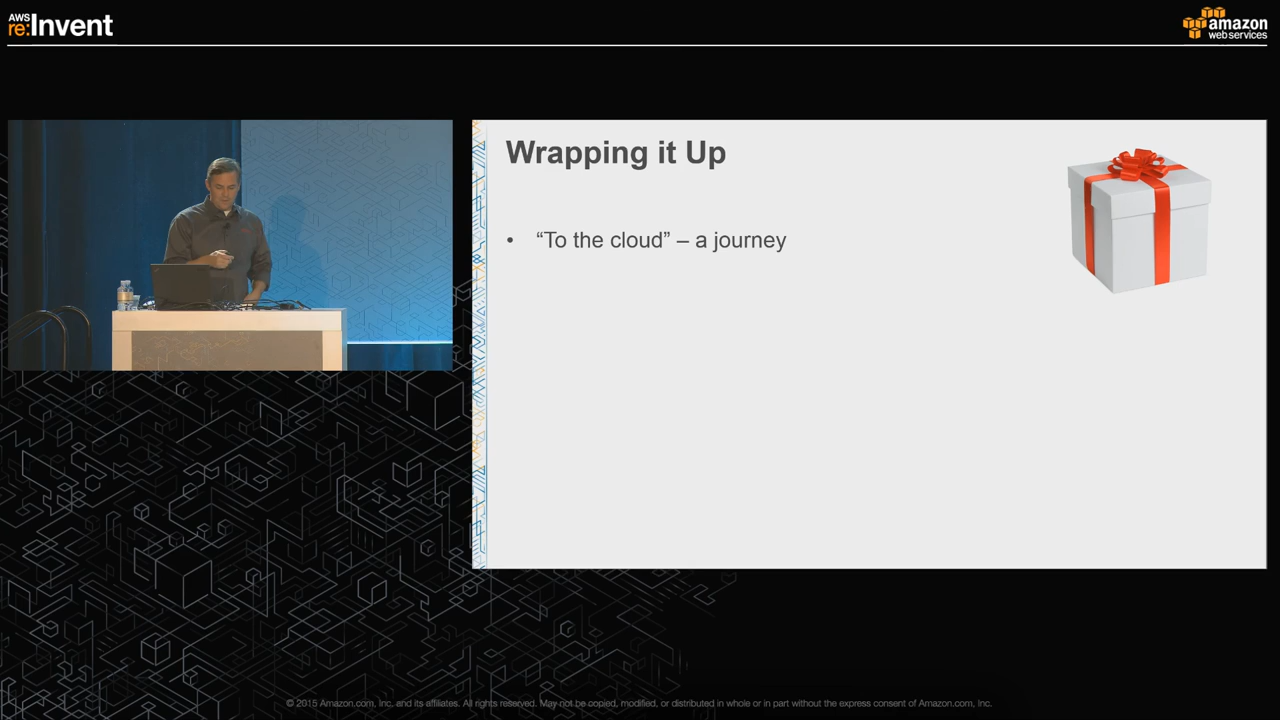 AWS
re:Invent
amazon
web services
Wrapping it Up
• “To the cloud” – a journey
© 2015 Amazon.com, Inc. and its affiliates. All rights reserved. May not be copied, modified, or distributed in whole or in part without the express consent of Amazon.com, Inc.